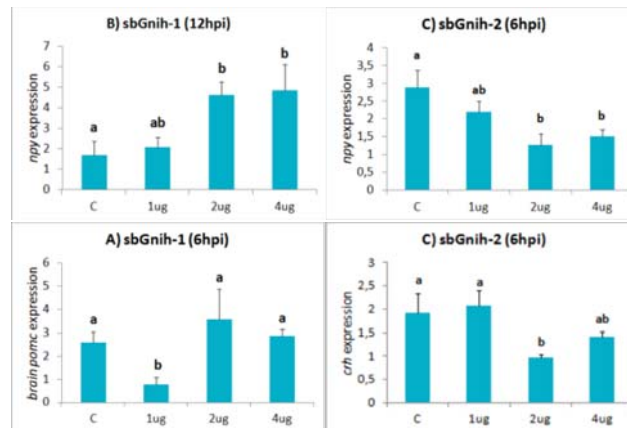 B) sbGnih-1 (12hpi)
npy expression
7
6
5
4
3
2
1
0
a
ab
b
b
C
1ug
2ug
4ug
C) sbGnih-2 (6hpi)
npy expression
4
3,5
3
2,5
2
1,5
1
0,5
0
a
ab
b
b
C
1ug
2ug
4ug
A) sbGnih-1 (6hpi)
brain pomc expression
6
5
4
3
2
1
0
a
b
a
a
C
1ug
2ug
4ug
C) sbGnih-2 (6hpi)
crh expression
3
2,5
2
1,5
1
0,5
0
a
a
b
ab
C
1ug
2ug
4ug